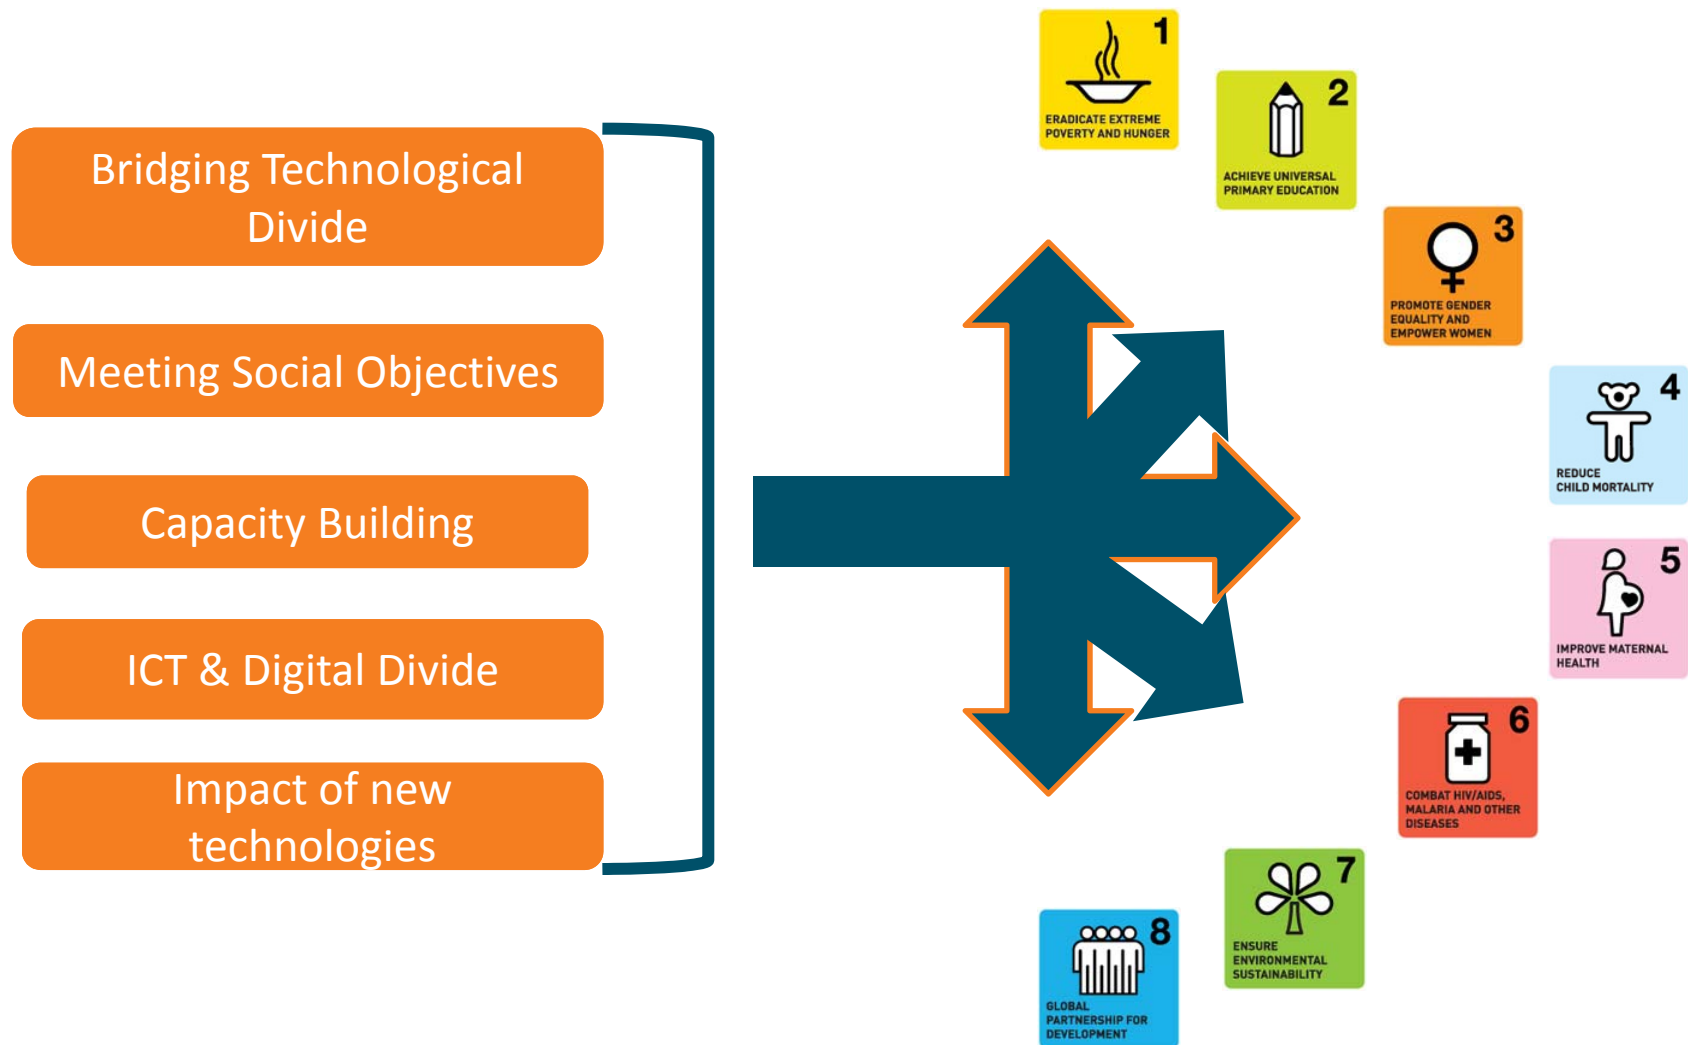 Bridging Technological
Divide
Meeting Social Objectives
Capacity Building
ICT & Digital Divide
Impact of new
technologies
1
ERADICATE EXTREME
POVERTY AND HUNGER
2
ACHIEVE UNIVERSAL
PRIMARY EDUCATION
3
PROMOTE GENDER
EQUALITY AND
EMPOWER WOMEN
4
REDUCE
CHILD MORTALITY
5
IMPROVE MATERNAL
HEALTH
6
COMBAT HIV/AIDS,
MALARIA AND OTHER
DISEASES
7
ENSURE
ENVIRONMENTAL
SUSTAINABILITY
8
GLOBAL
PARTNERSHIP FOR
DEVELOPMENT